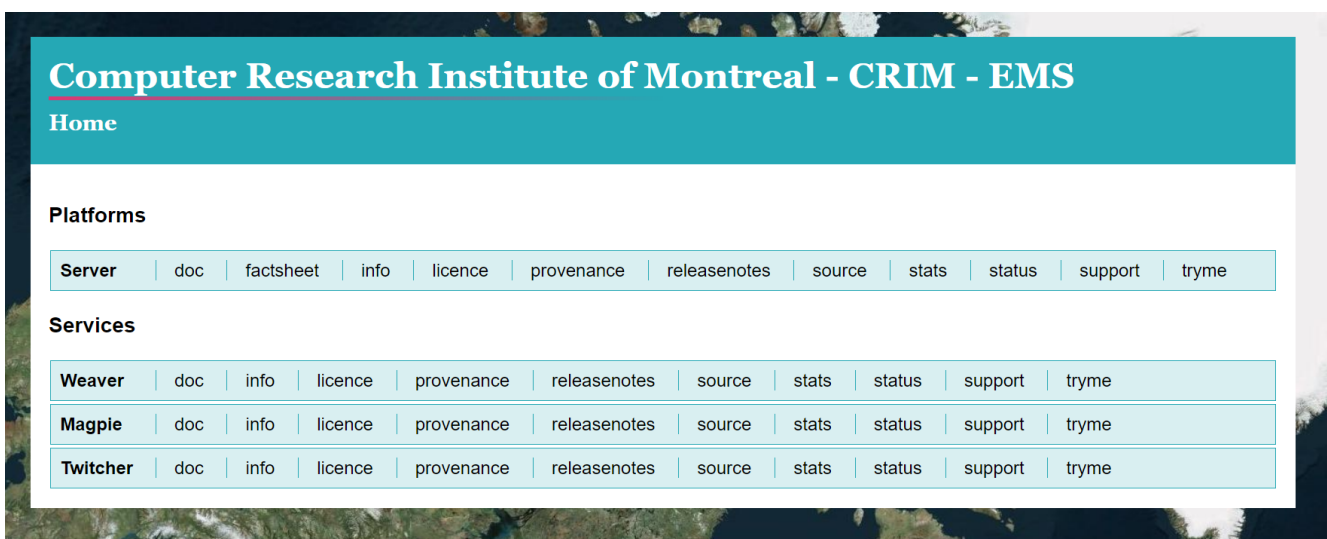 Computer Research Institute of Montreal - CRIM - EMS
Home
Platforms
Server doc factsheet info licence provenance releasenotes source stats status support tryme
Services
Weaver doc info licence provenance releasenotes source stats status support tryme
Magpie doc info licence provenance releasenotes source stats status support tryme
Twitcher doc info licence provenance releasenotes source stats status support tryme